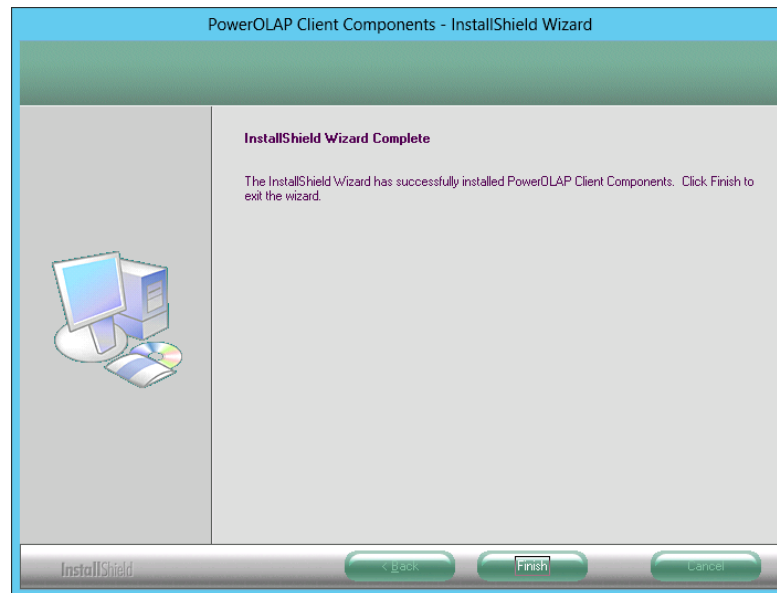 PowerOLAP Client Components - InstallShield Wizard
InstallShield Wizard Complete
The InstallShield Wizard has successfully installed PowerOLAP Client Components. Click Finish to
exit the wizard.
InstallShield
< Back
Finish
Cancel